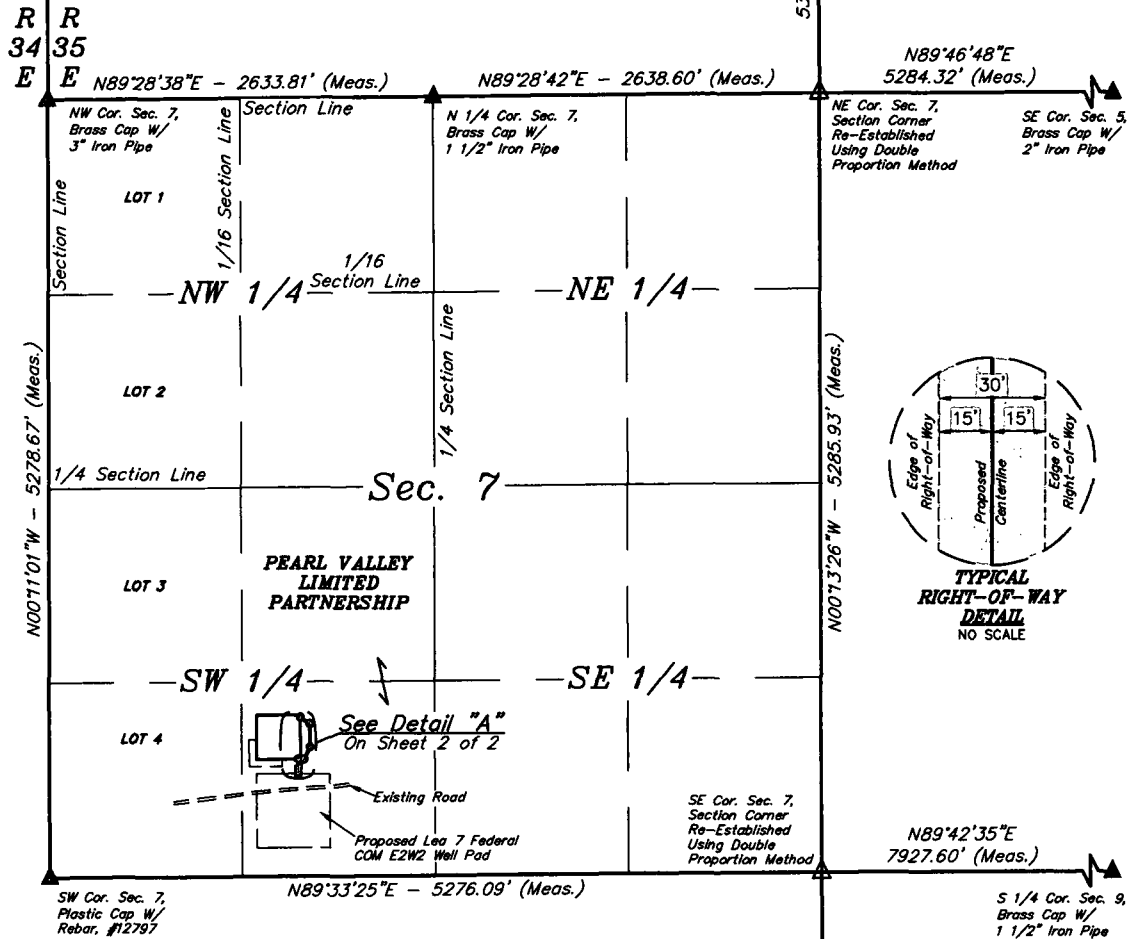 R R
34 35
E E
53
N89°28'38"E - 2633.81' (Meas.)
N89°28'42"E - 2638.60' (Meas.)
N89°46'48"E
5284.32' (Meas.)
NW Cor. Sec. 7,
Brass Cap W/
3" Iron Pipe
Section Line
N 1/4 Cor. Sec. 7,
Brass Cap W/
1 1/2" Iron Pipe
NE Cor. Sec. 7,
Section Corner
Re-Established
Using Double
Proportion Method
SE Cor. Sec. 5,
Brass Cap W/
2" Iron Pipe
Section Line
LOT 1
1/16 Section Line
1/16
Section Line
NW 1/4
NE 1/4
N00°11'01"W - 5278.67' (Meas.)
LOT 2
1/4 Section Line
N00°13'26"W - 5285.93' (Meas.)
30'
15' 15'
Edge of
Right-of-Way
Proposed
Centerline
Edge of
Right-of-Way
TYPICAL
RIGHT-OF-WAY
DETAIL
NO SCALE
1/4 Section Line
Sec. 7
LOT 3
PEARL VALLEY
LIMITED
PARTNERSHIP
SW 1/4
SE 1/4
LOT 4
See Detail "A"
On Sheet 2 of 2
Existing Road
Proposed Lea 7 Federal
COM E2W2 Well Pad
SE Cor. Sec. 7,
Section Corner
Re-Established
Using Double
Proportion Method
N89°42'35"E
7927.60' (Meas.)
SW Cor. Sec. 7,
Plastic Cap W/
Rebar, #12797
N89°33'25"E - 5276.09' (Meas.)
S 1/4 Cor. Sec. 9,
Brass Cap W/
1 1/2" Iron Pipe